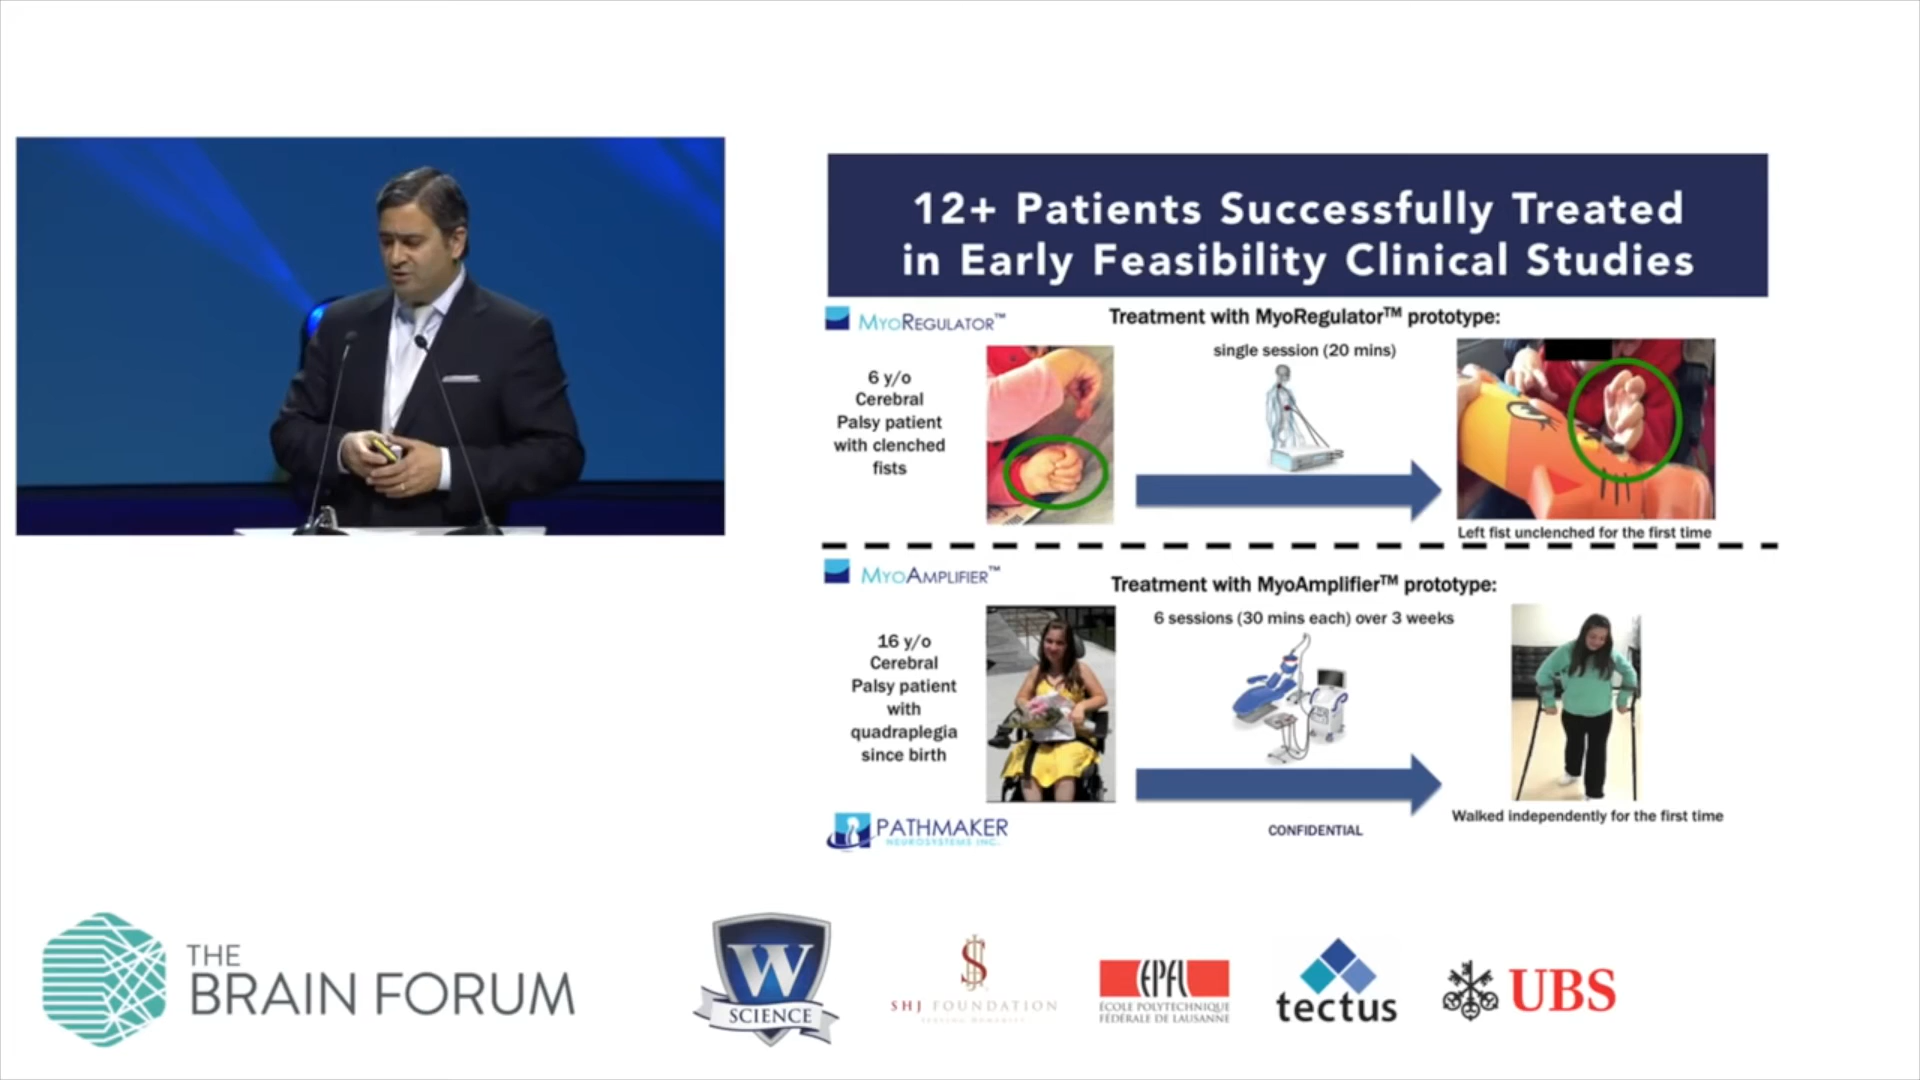 12+ Patients Successfully Treated
in Early Feasibility Clinical Studies
MYOREGULATOR™
Treatment with MyoRegulator™ prototype:
single session (20 mins)
6 y/o
Cerebral
Palsy patient
with clenched
fists
Left fist unclenched for the first time
MYOAMPLIFIER™
Treatment with MyoAmplifier™ prototype:
6 sessions (30 mins each) over 3 weeks
16 y/o
Cerebral
Palsy patient
with
quadraplegia
since birth
Walked independently for the first time
PATHMAKER
NEUROSYSTEMS INC.
CONFIDENTIAL
THE
BRAIN FORUM
W
SCIENCE
SHJ FOUNDATION
SERVING HUMANITY
EPFL
ÉCOLE POLYTECHNIQUE
FÉDÉRALE DE LAUSANNE
tectus
UBS